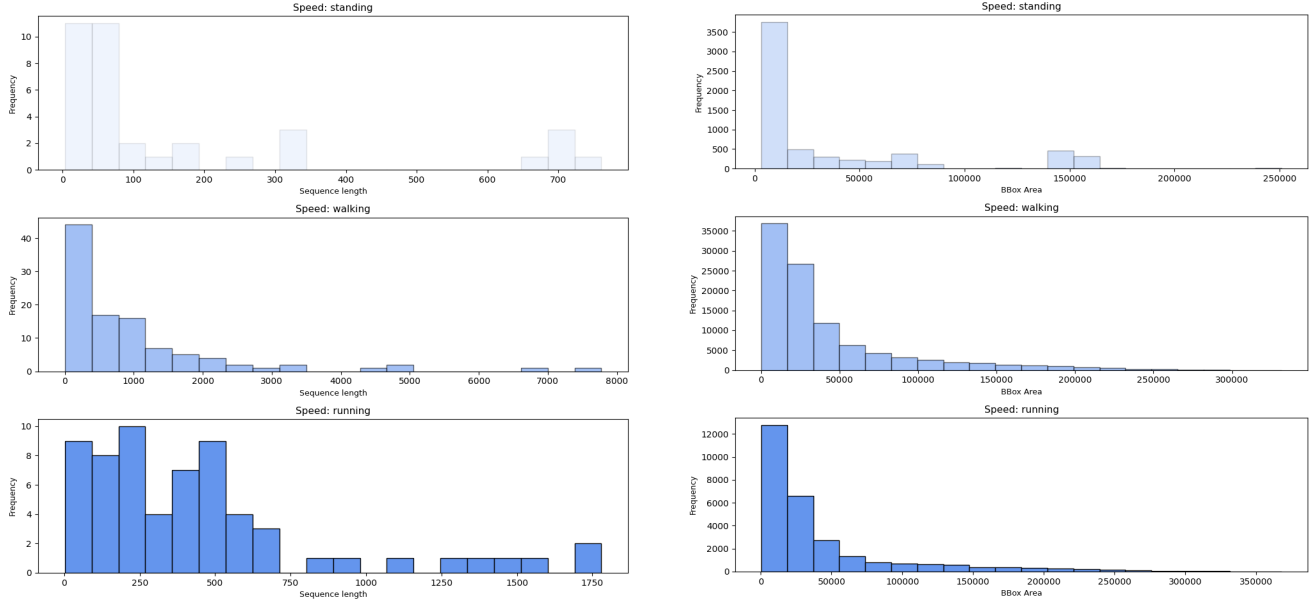 Speed: standing
10
8
6
4
2
0
Frequency
0 100 200 300 400 500 600 700
Sequence length
Speed: standing
3500
3000
2500
2000
1500
1000
500
0
Frequency
0 50000 100000 150000 200000 250000
BBox Area
Speed: walking
40
30
20
10
0
Frequency
0 1000 2000 3000 4000 5000 6000 7000 8000
Sequence length
Speed: walking
35000
30000
25000
20000
15000
10000
5000
0
Frequency
0 50000 100000 150000 200000 250000 300000
BBox Area
Speed: running
10
8
6
4
2
0
Frequency
0 250 500 750 1000 1250 1500 1750
Sequence length
Speed: running
12000
10000
8000
6000
4000
2000
0
Frequency
0 50000 100000 150000 200000 250000 300000 350000
BBox Area